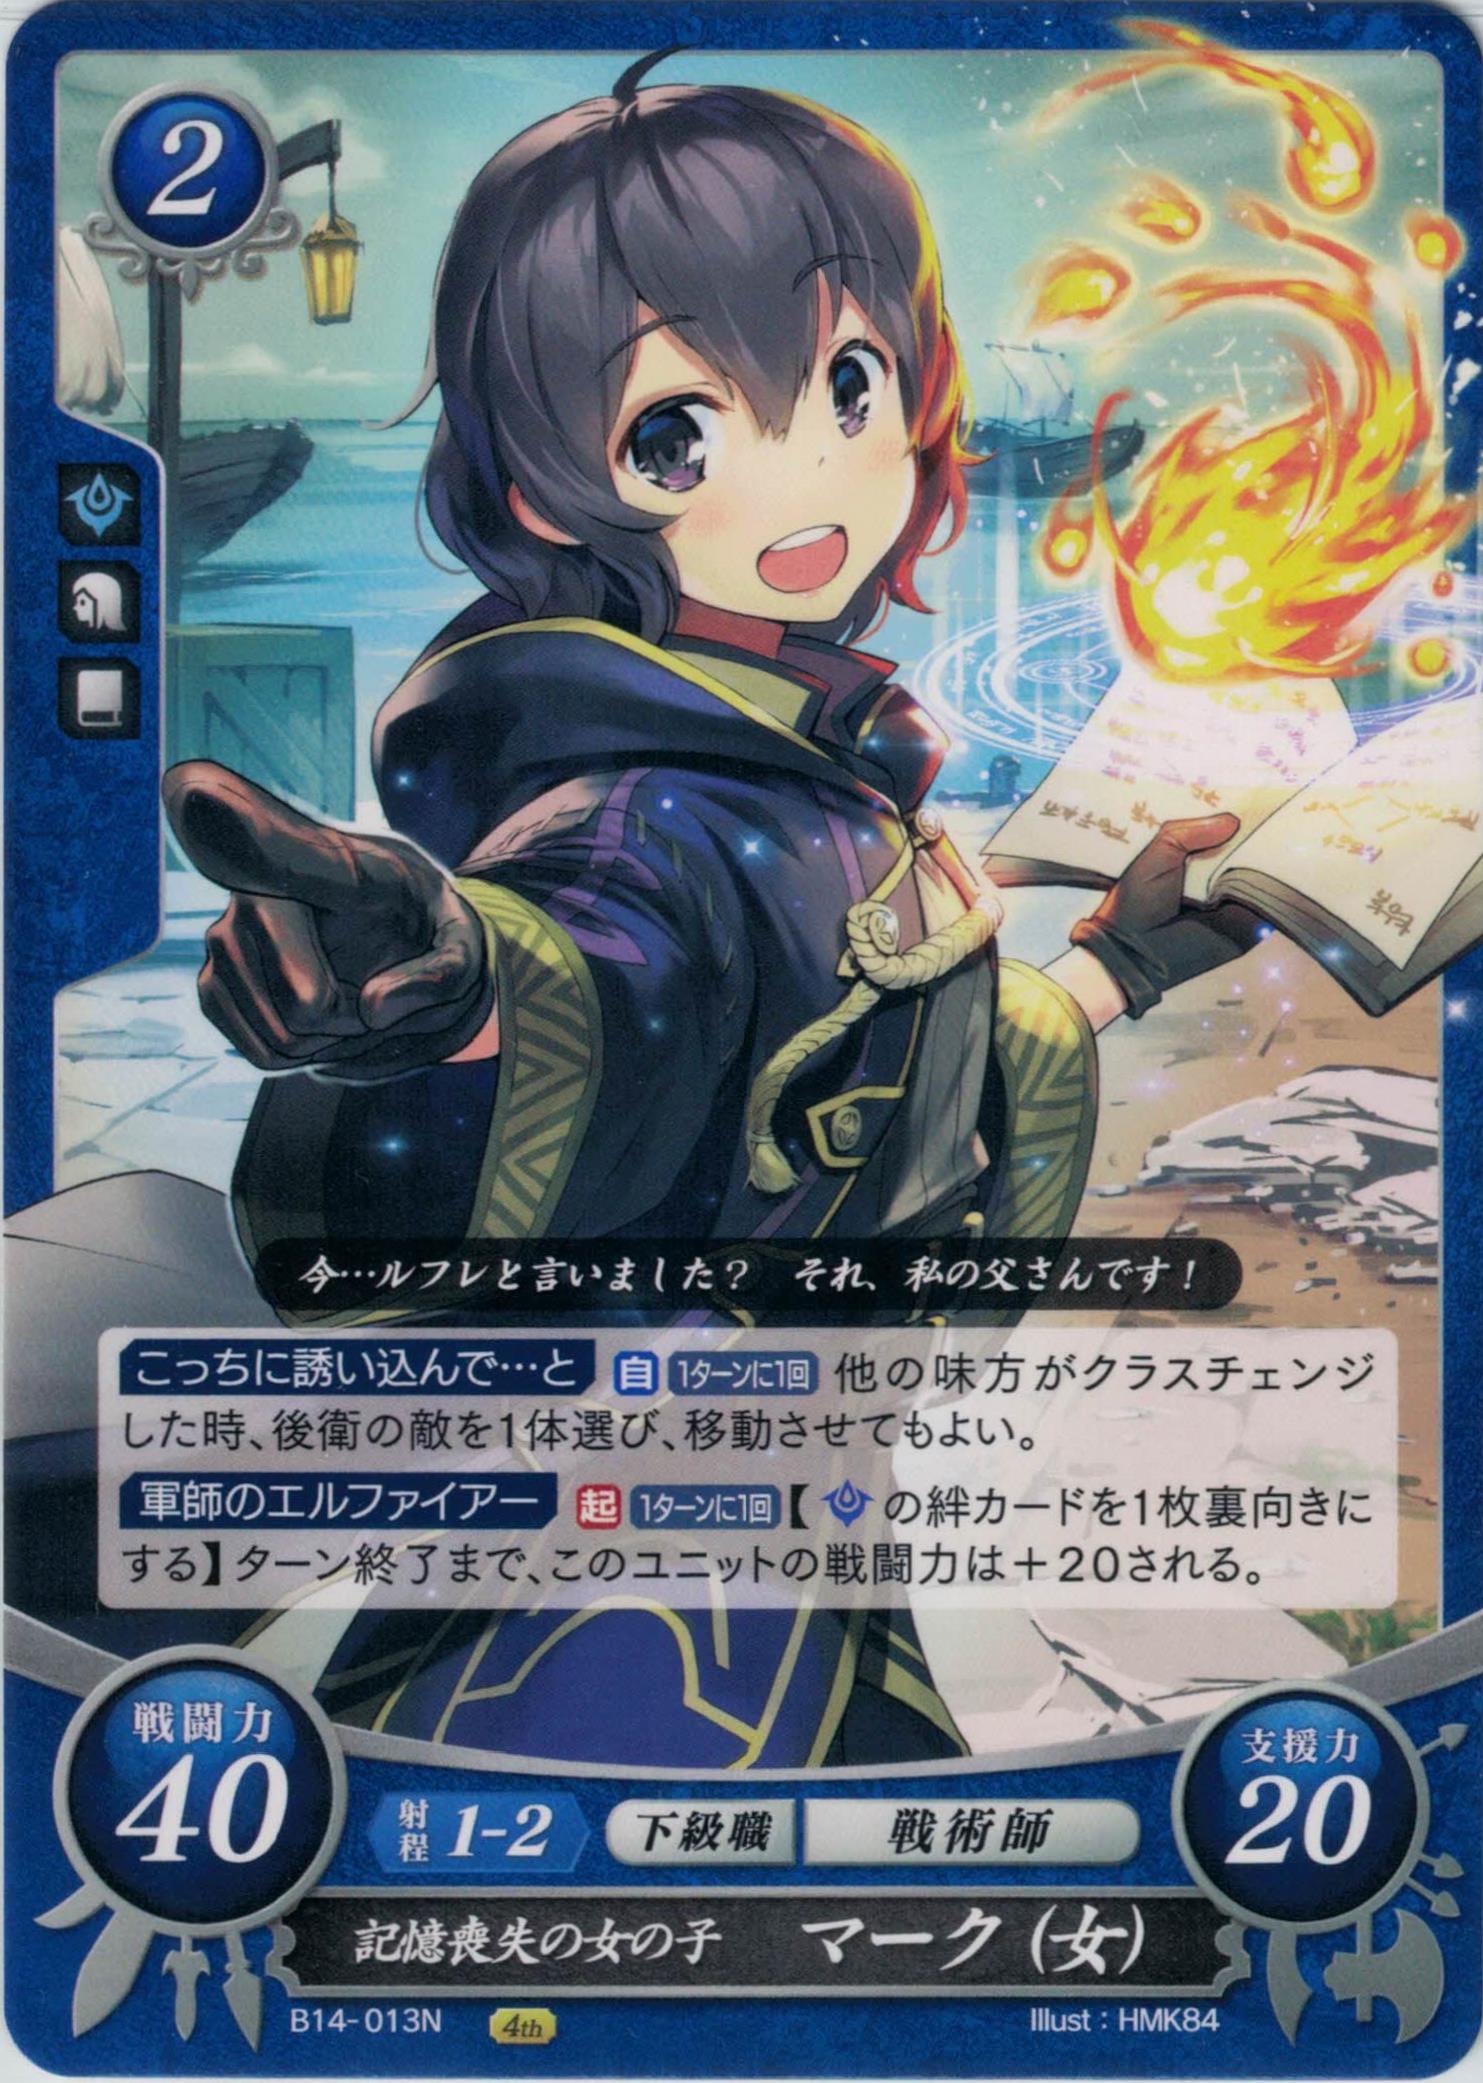 2
今…ルフレと言いました？　それ、私の父さんです！
こっちに誘い込んで…と 自 1ターンに1回 他の味方がクラスチェンジ
した時、後衛の敵を1体選び、移動させてもよい。
軍師のエルファイアー 起 1ターンに1回 【の絆カードを1枚裏向きに
する】ターン終了まで、このユニットの戦闘力は＋20される。
戦闘力
40
射程 1-2
下級職
戦術師
支援力
20
記憶喪失の女の子　マーク（女）
B14-013N
4th
Illust：HMK84